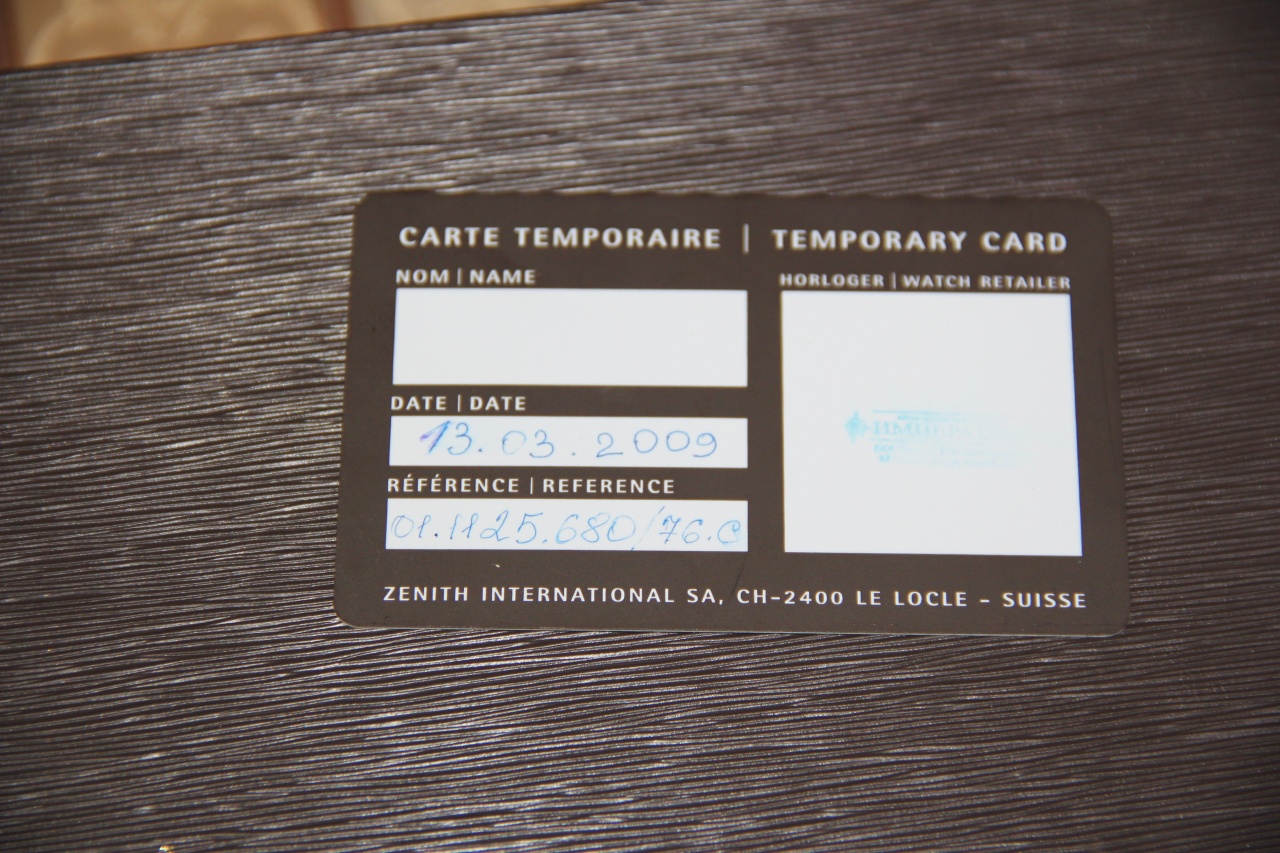 CARTE TEMPORAIRE | TEMPORARY CARD
NOM | NAME
HORLOGER | WATCH RETAILER
DATE | DATE
13.03.2009
RÉFÉRENCE | REFERENCE
01.1125.680/76.C
ZENITH INTERNATIONAL SA, CH-2400 LE LOCLE - SUISSE